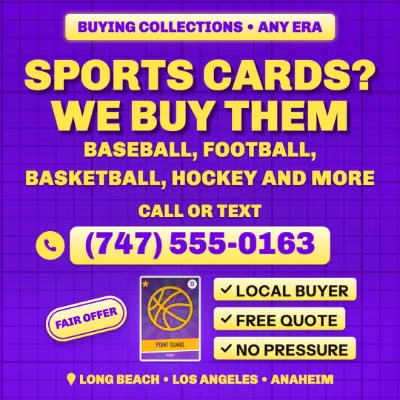 BUYING COLLECTIONS • ANY ERA
SPORTS CARDS?
WE BUY THEM
BASEBALL, FOOTBALL,
BASKETBALL, HOCKEY AND MORE
CALL OR TEXT
(747) 555-0163
FAIR OFFER
POINT GUARD
LOCAL BUYER
FREE QUOTE
NO PRESSURE
LONG BEACH • LOS ANGELES • ANAHEIM